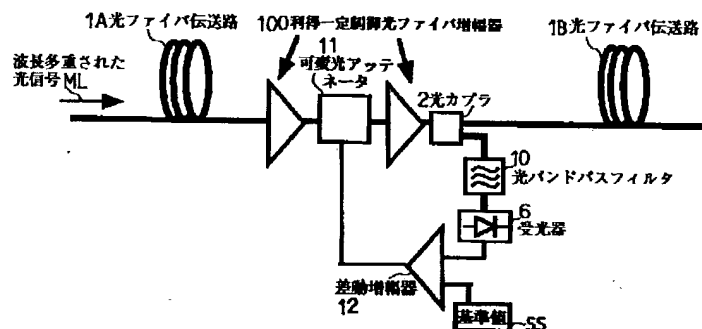 1A光ファイバ伝送路
100利得一定制御光ファイバ増幅器
1B光ファイバ伝送路
波長多重された
光信号ML
11
可変光アッテ
ネータ
2光カプラ
10
光バンドパスフィルタ
6
受光器
差動増幅器
12
基準値
SS